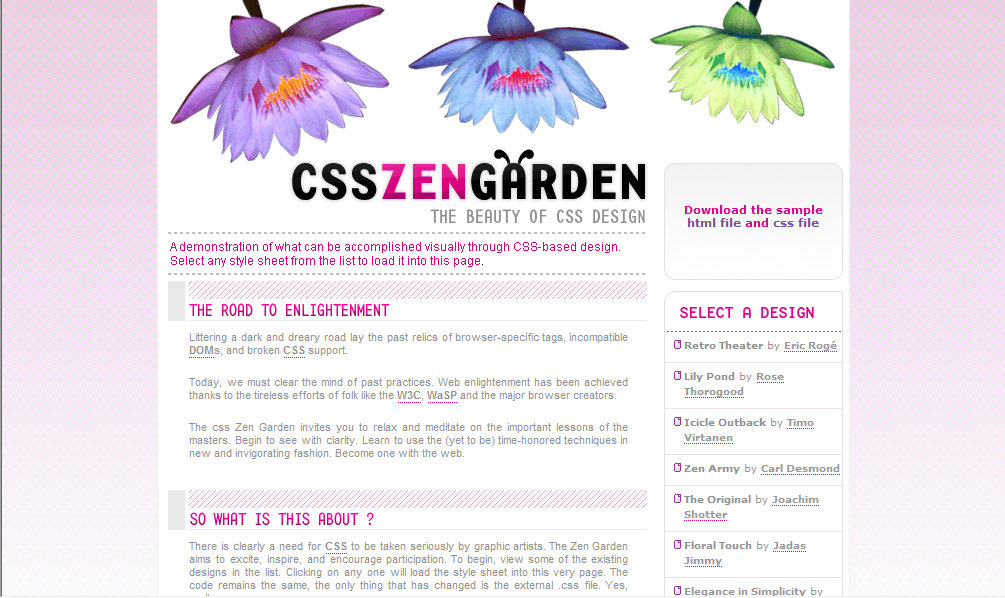 CSSZENGARDEN
THE BEAUTY OF CSS DESIGN
A demonstration of what can be accomplished visually through CSS-based design.
Select any style sheet from the list to load it into this page.
THE ROAD TO ENLIGHTENMENT
Littering a dark and dreary road lay the past relics of browser-specific tags, incompatible
DOMs, and broken CSS support.
Today, we must clear the mind of past practices. Web enlightenment has been achieved
thanks to the tireless efforts of folk like the W3C, WaSP and the major browser creators.
The css Zen Garden invites you to relax and meditate on the important lessons of the
masters. Begin to see with clarity. Learn to use the (yet to be) time-honored techniques in
new and invigorating fashion. Become one with the web.
SO WHAT IS THIS ABOUT ?
There is clearly a need for CSS to be taken seriously by graphic artists. The Zen Garden
aims to excite, inspire, and encourage participation. To begin, view some of the existing
designs in the list. Clicking on any one will load the style sheet into this very page. The
code remains the same, the only thing that has changed is the external .css file. Yes,
Download the sample
html file and css file
SELECT A DESIGN
Retro Theater by Eric Rogé
Lily Pond by Rose
Thorogood
Icicle Outback by Timo
Virtanen
Zen Army by Carl Desmond
The Original by Joachim
Shotter
Floral Touch by Jadas
Jimmy
Elegance in Simplicity by